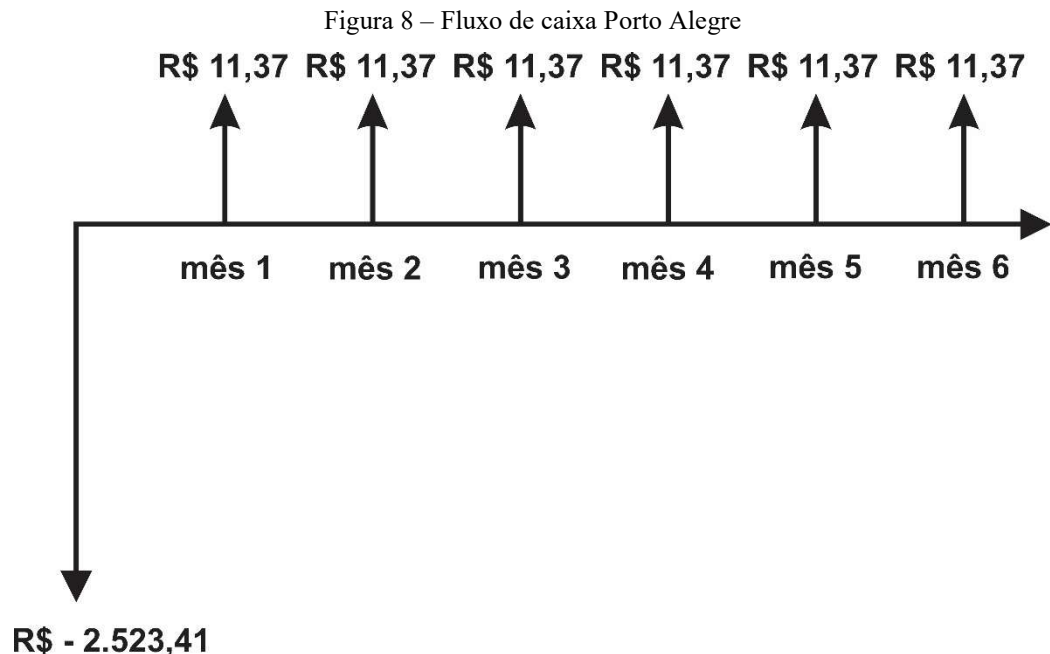 Figura 8 – Fluxo de caixa Porto Alegre
R$ 11,37 R$ 11,37 R$ 11,37 R$ 11,37 R$ 11,37 R$ 11,37
mês 1 mês 2 mês 3 mês 4 mês 5 mês 6
R$ - 2.523,41